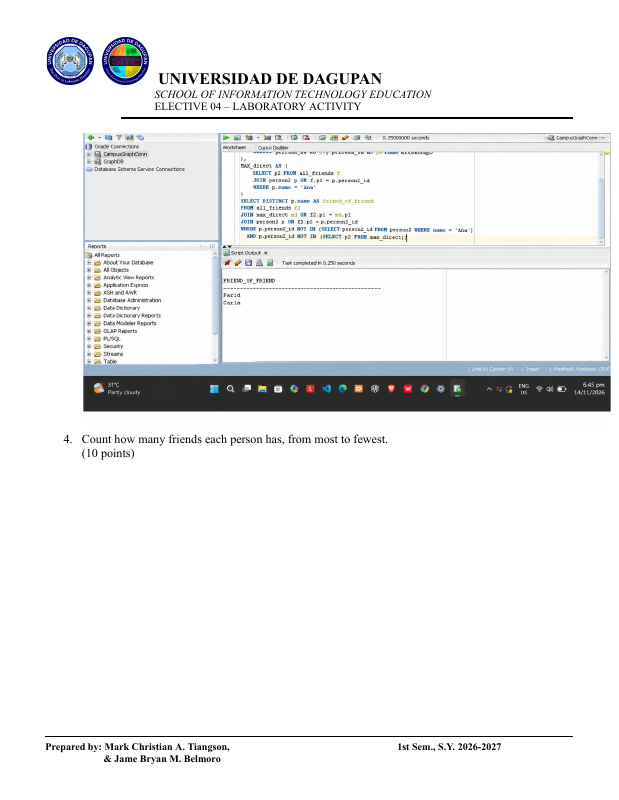 UNIVERSIDAD DE DAGUPAN
SCHOOL OF INFORMATION TECHNOLOGY EDUCATION
ELECTIVE 04 – LABORATORY ACTIVITY
0.25000000 seconds
CampusGraphConn
Oracle Connections
CampusGraphConn
GraphDB
Database Schema Service Connections
Worksheet
Query Builder
),
MAX_direct AS (
SELECT p2 FROM all_friends f
JOIN person2 p ON f.p1 = p.person2_id
WHERE p.name = 'Ana'
)
SELECT DISTINCT p.name AS friend_of_friend
FROM all_friends f2
JOIN max_direct md ON f2.p1 = md.p1
JOIN person2 p ON f2.p2 = p.person2_id
WHERE p.person2_id NOT IN (SELECT person2_id FROM person2 WHERE name = 'Ana')
AND p.person2_id NOT IN (SELECT p2 FROM max_direct);
Reports
All Reports
About Your Database
All Objects
Analytic View Reports
Application Express
ASH and AWR
Database Administration
Data Dictionary
Data Dictionary Reports
Data Modeler Reports
OLAP Reports
PL/SQL
Security
Streams
Table
Script Output
Task completed in 0.250 seconds
FRIEND_OF_FRIEND
--------------------------------------------------
Farid
Carla
31°C
Partly cloudy
ENG
US
6:45 pm
14/11/2026
4. Count how many friends each person has, from most to fewest.
(10 points)
Prepared by: Mark Christian A. Tiangson,
& Jame Bryan M. Belmoro
1st Sem., S.Y. 2026-2027